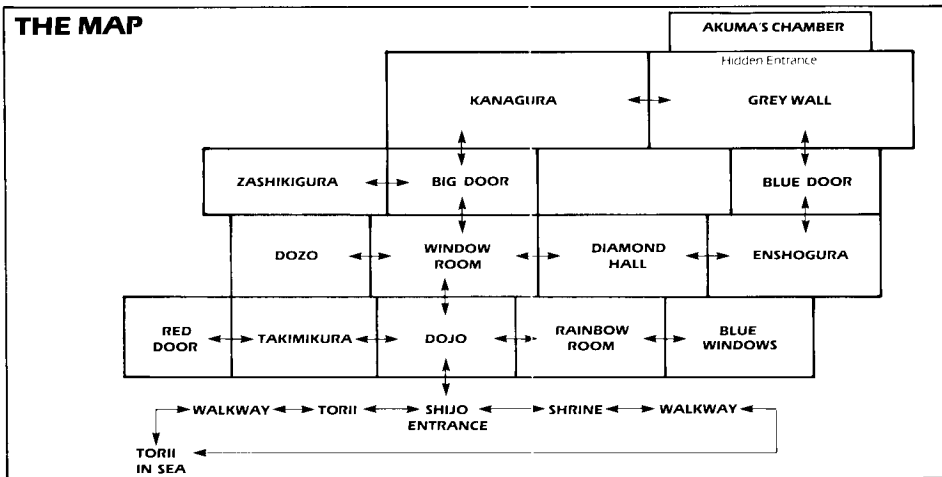 THE MAP
AKUMA'S CHAMBER
Hidden Entrance
KANAGURA
GREY WALL
ZASHIKIGURA
BIG DOOR
BLUE DOOR
DOZO
WINDOW
ROOM
DIAMOND
HALL
ENSHOGURA
RED
DOOR
TAKIMIKURA
DOJO
RAINBOW
ROOM
BLUE
WINDOWS
WALKWAY
TORII
SHIJO
ENTRANCE
SHRINE
WALKWAY
TORII
IN SEA